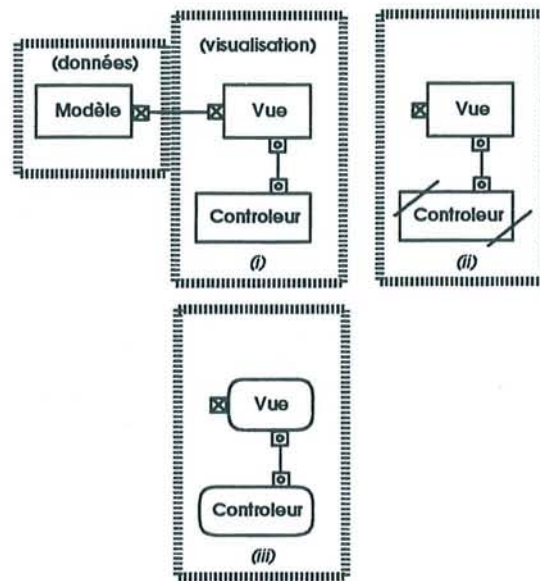 (données)
Modèle
(visualisation)
Vue
Controleur
(i)
Vue
Controleur
(ii)
Vue
Controleur
(iii)